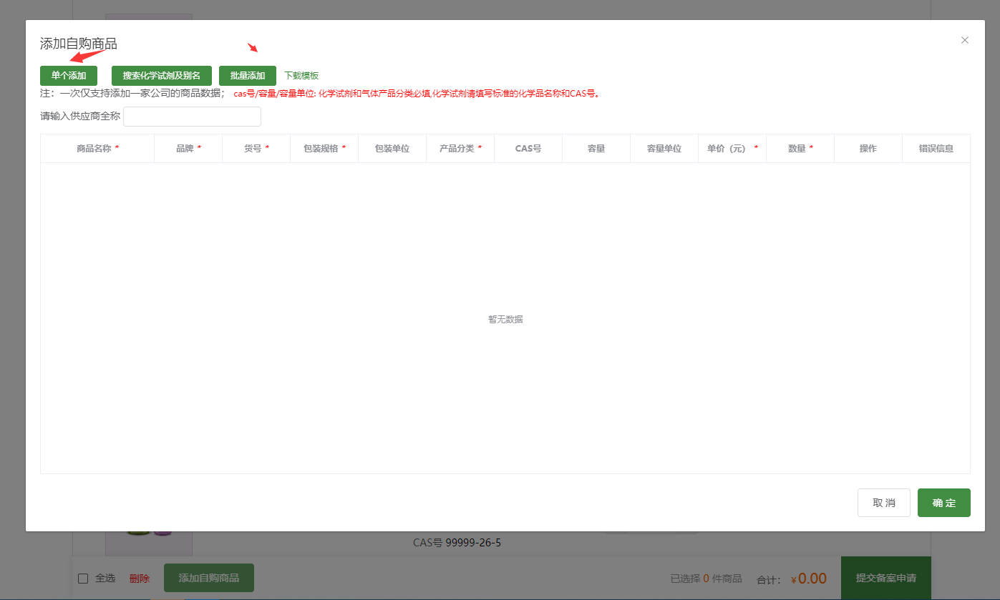 添加自购商品
单个添加 搜索化学试剂及别名 批量添加 下载模板
注：一次仅支持添加一家公司的商品数据； cas号/容量/容量单位: 化学试剂和气体产品分类必填,化学试剂请填写标准的化学品名称和CAS号。
请输入供应商全称
商品名称 * 品牌 * 货号 * 包装规格 * 包装单位 产品分类 * CAS号 容量 容量单位 单价（元） * 数量 * 操作 错误信息
暂无数据
取 消 确 定
CAS号 99999-26-5
全选 删除 添加自购商品 已选择 0 件商品 合计： ¥0.00 提交备案申请